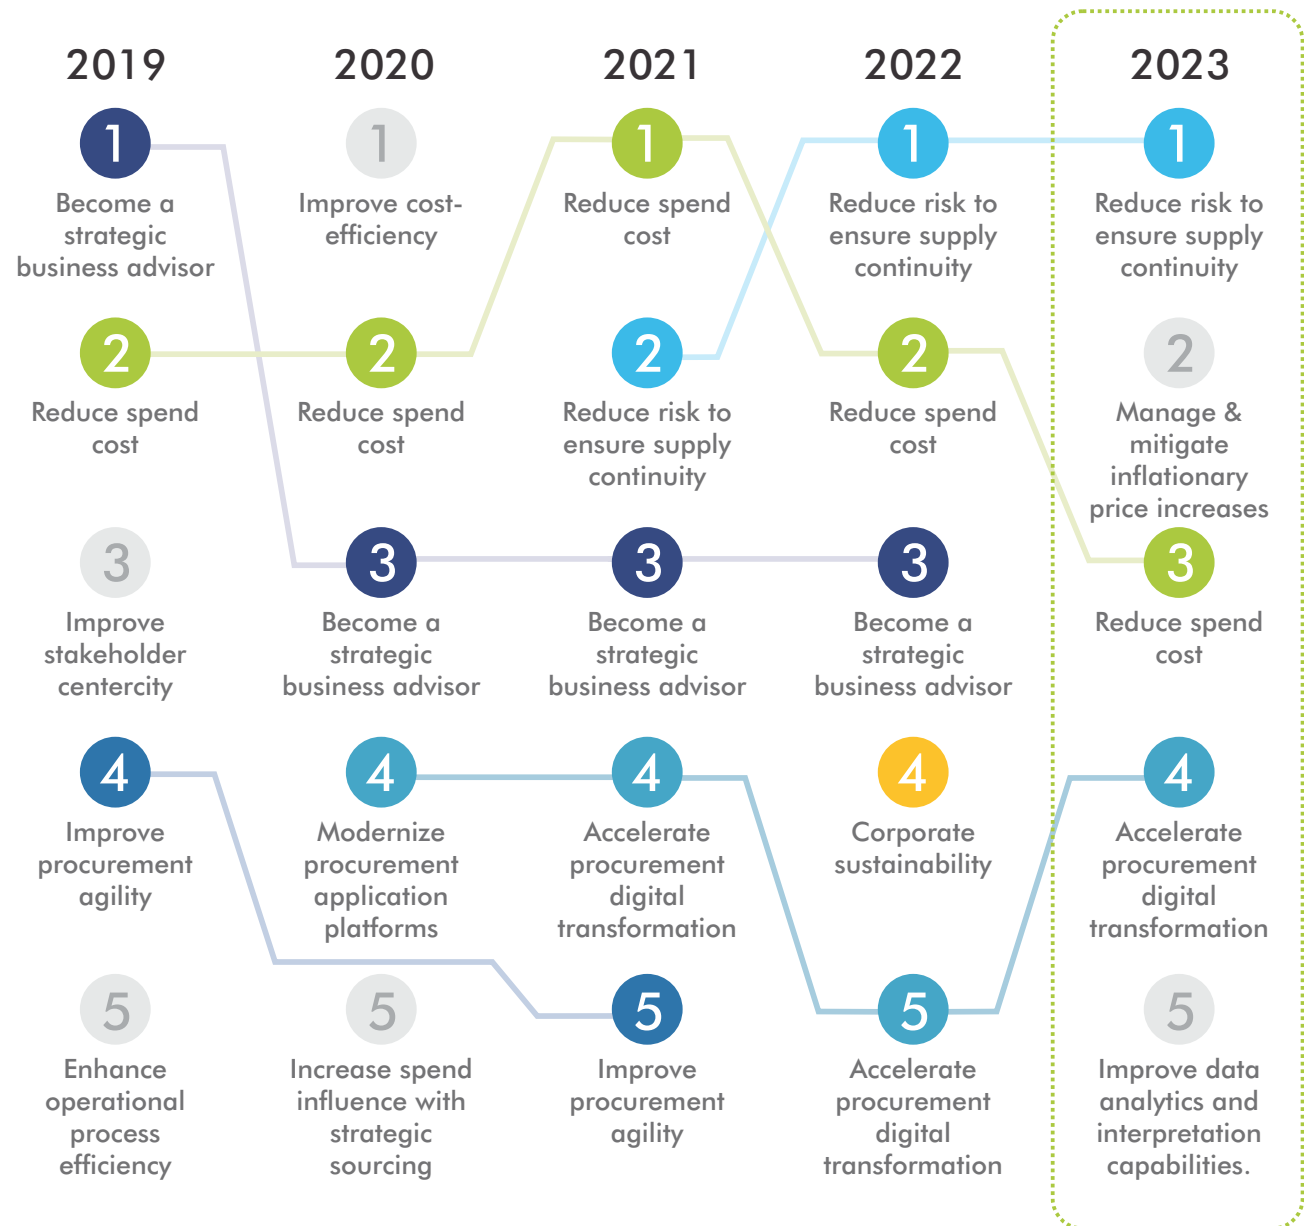 2019
1
Become a
strategic
business advisor
2
Reduce spend
cost
3
Improve
stakeholder
centercity
4
Improve
procurement
agility
5
Enhance
operational
process
efficiency
2020
1
Improve cost-
efficiency
2
Reduce spend
cost
3
Become a
strategic
business advisor
4
Modernize
procurement
application
platforms
5
Increase spend
influence with
strategic
sourcing
2021
1
Reduce spend
cost
2
Reduce risk to
ensure supply
continuity
3
Become a
strategic
business advisor
4
Accelerate
procurement
digital
transformation
5
Improve
procurement
agility
2022
1
Reduce risk to
ensure supply
continuity
2
Reduce spend
cost
3
Become a
strategic
business advisor
4
Corporate
sustainability
5
Accelerate
procurement
digital
transformation
2023
1
Reduce risk to
ensure supply
continuity
2
Manage &
mitigate
inflationary
price increases
3
Reduce spend
cost
4
Accelerate
procurement
digital
transformation
5
Improve data
analytics and
interpretation
capabilities.